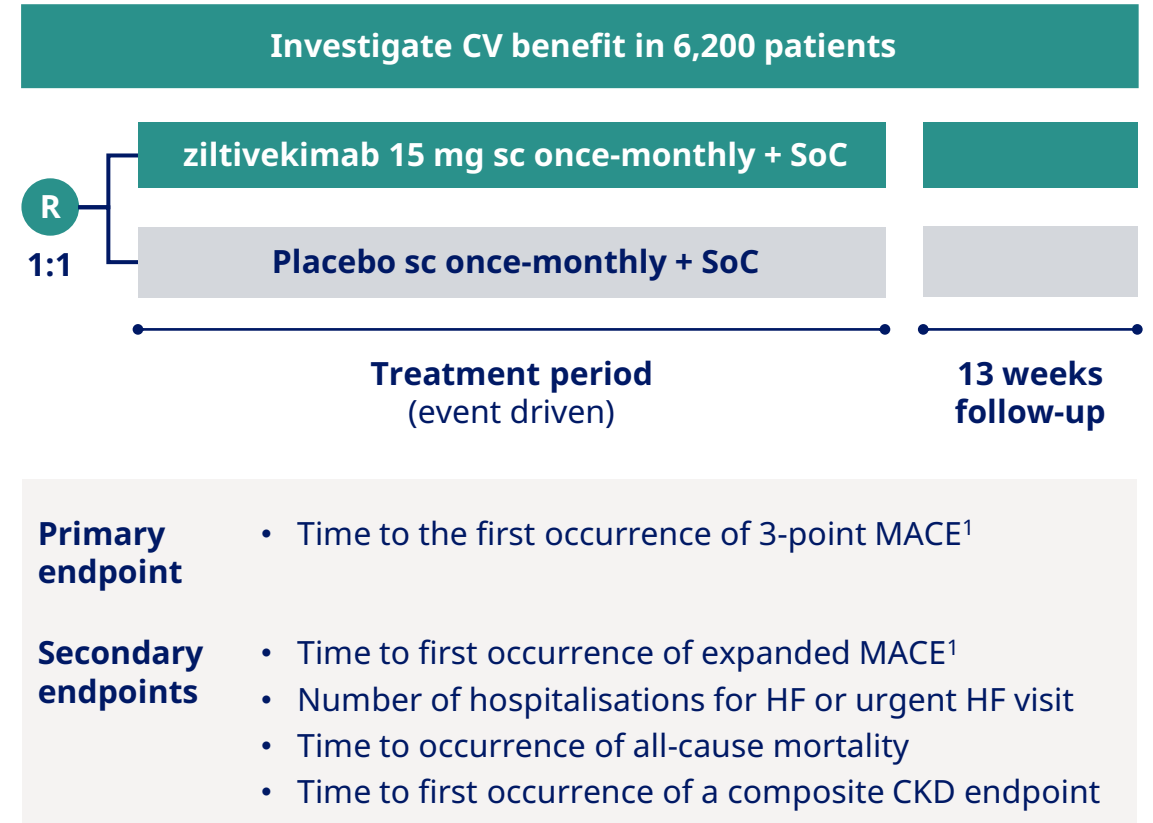 Investigate CV benefit in 6,200 patients
ziltivekimab 15 mg sc once-monthly + SoC
R
1:1
Placebo sc once-monthly + SoC
Treatment period
(event driven)
13 weeks
follow-up
Primary
endpoint
• Time to the first occurrence of 3-point MACE¹
Secondary
endpoints
• Time to first occurrence of expanded MACE¹
• Number of hospitalisations for HF or urgent HF visit
• Time to occurrence of all-cause mortality
• Time to first occurrence of a composite CKD endpoint